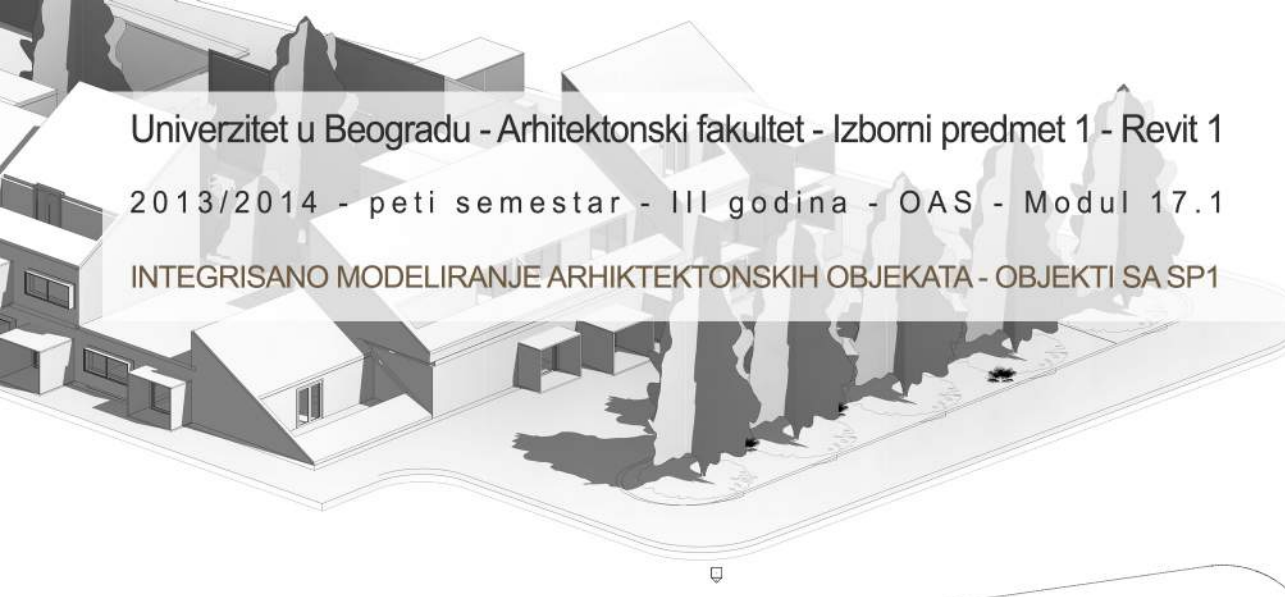 Univerzitet u Beogradu - Arhitektonski fakultet - Izborni predmet 1 - Revit 1
2013/2014 - peti semestar - III godina - OAS - Modul 17.1
INTEGRISANO MODELIRANJE ARHIKTEKTONSKIH OBJEKATA - OBJEKTI SA SP1